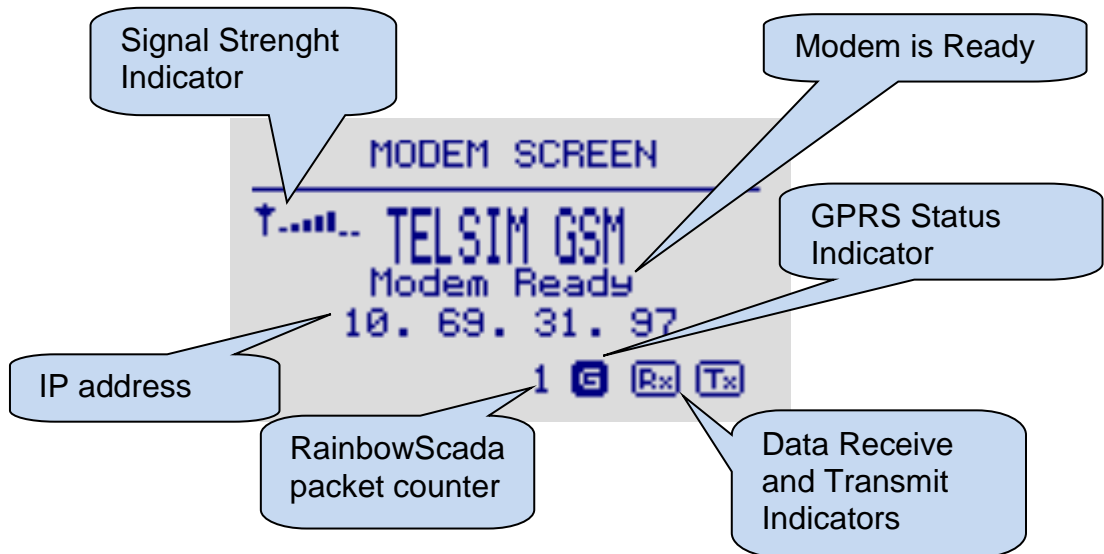 Signal Strenght
Indicator
Modem is Ready
MODEM SCREEN
TELSIM GSM
Modem Ready
10. 69. 31. 97
GPRS Status
Indicator
IP address
1 G Rx Tx
RainbowScada
packet counter
Data Receive
and Transmit
Indicators